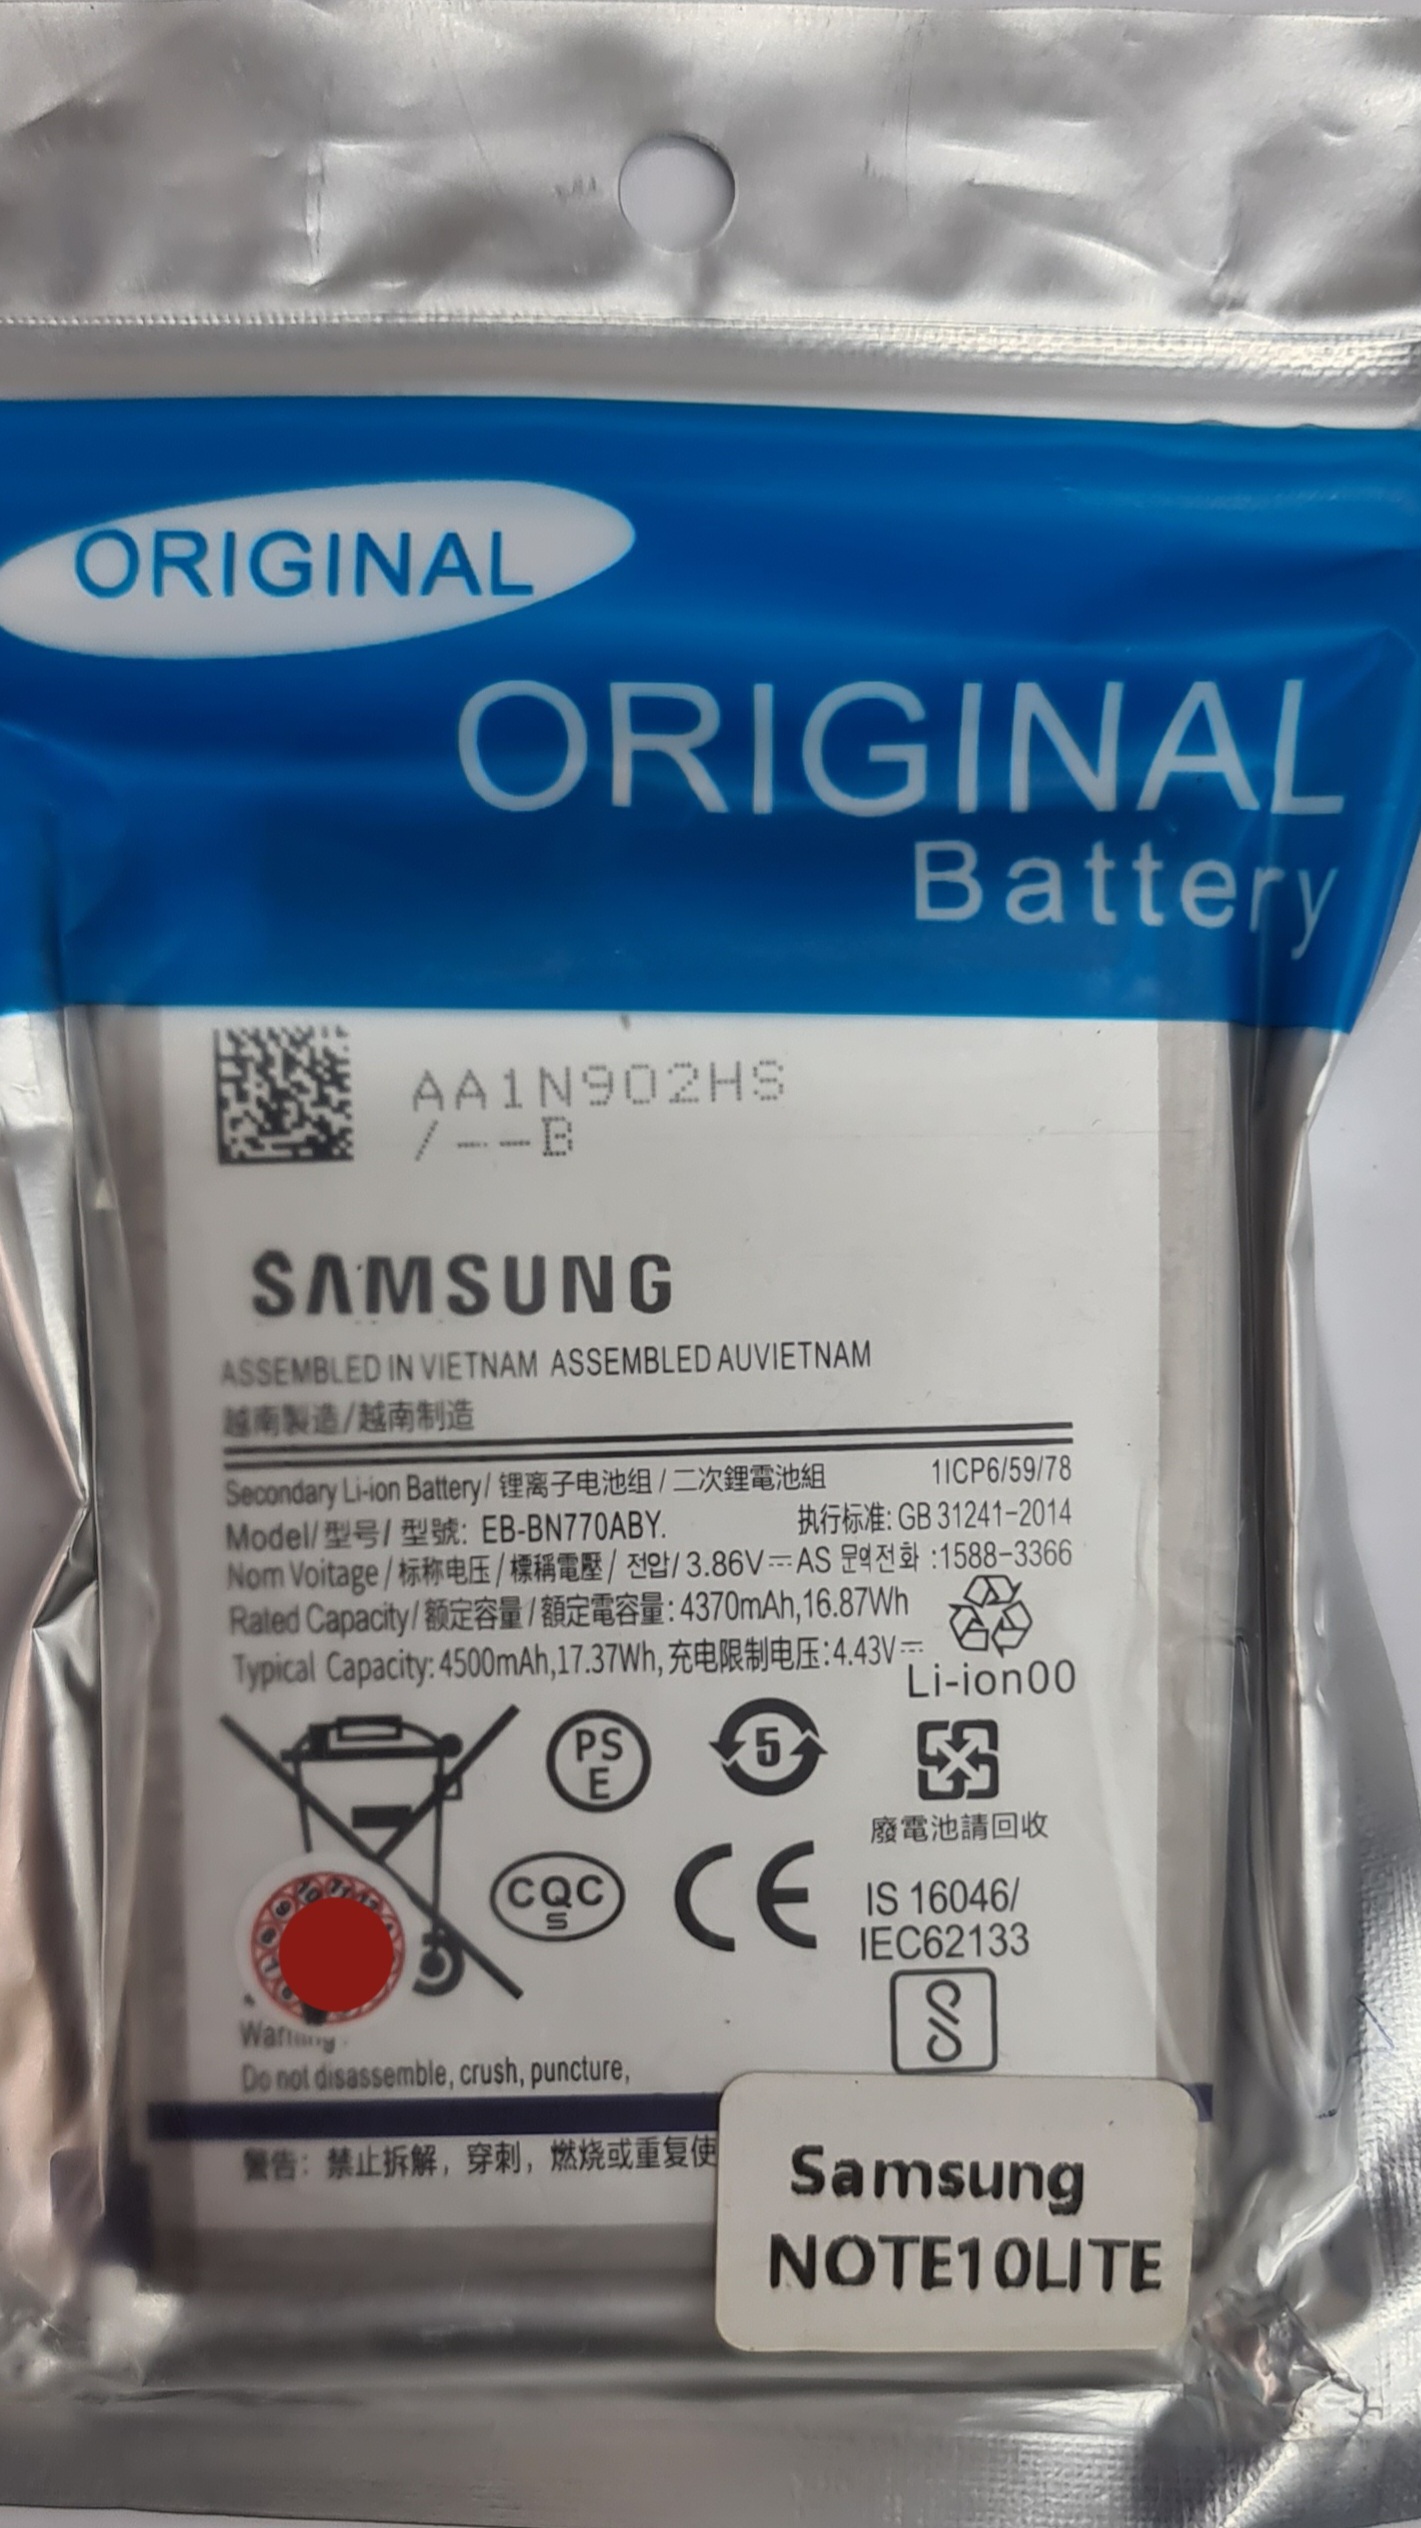 ORIGINAL
ORIGINAL
Battery
AA1N902HS
/--B
SAMSUNG
ASSEMBLED IN VIETNAM ASSEMBLED AUVIETNAM
越南製造/越南制造
Secondary Li-ion Battery/ 锂离子电池组 / 二次鋰電池組 1ICP6/59/78
Model/ 型号/ 型號: EB-BN770ABY. 执行标准: GB 31241-2014
Nom Voitage / 标称电压 / 標稱電壓 / 전압/ 3.86V⎓AS 문의전화 :1588-3366
Rated Capacity/ 额定容量 / 額定電容量: 4370mAh,16.87Wh
Typical Capacity: 4500mAh,17.37Wh, 充电限制电压:4.43V⎓
Li-ion00
PS
E
5
廢電池請回收
CQC
S
CE
IS 16046/
IEC62133
Warning:
Do not disassemble, crush, puncture,
警告：禁止拆解，穿刺，燃烧或重复使
Samsung
NOTE10LITE